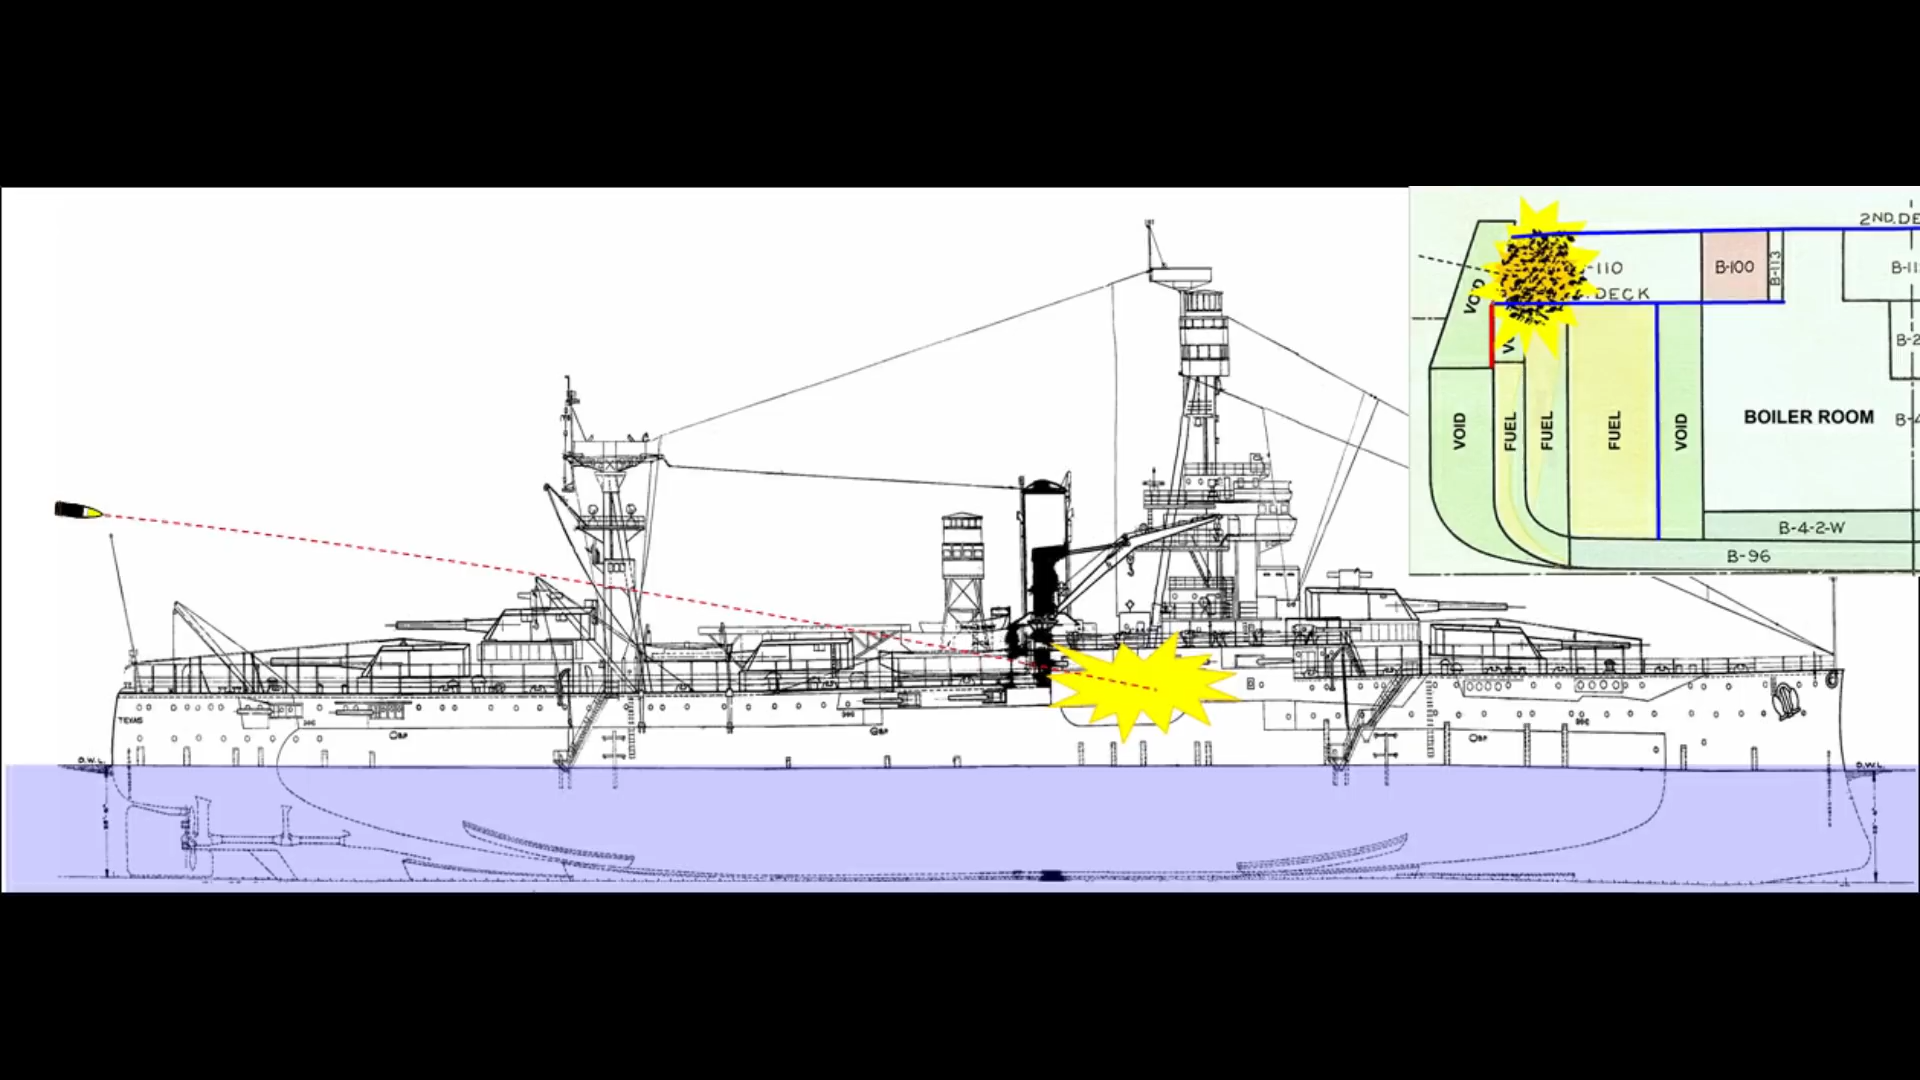 2ND. DE
-110
DECK
B-100
B-113
B-11
VOID
B-2
VOID
FUEL
FUEL
FUEL
VOID
BOILER ROOM
B-4
B-4-2-W
B-96
TEXAS
D.W.L.
D.W.L.